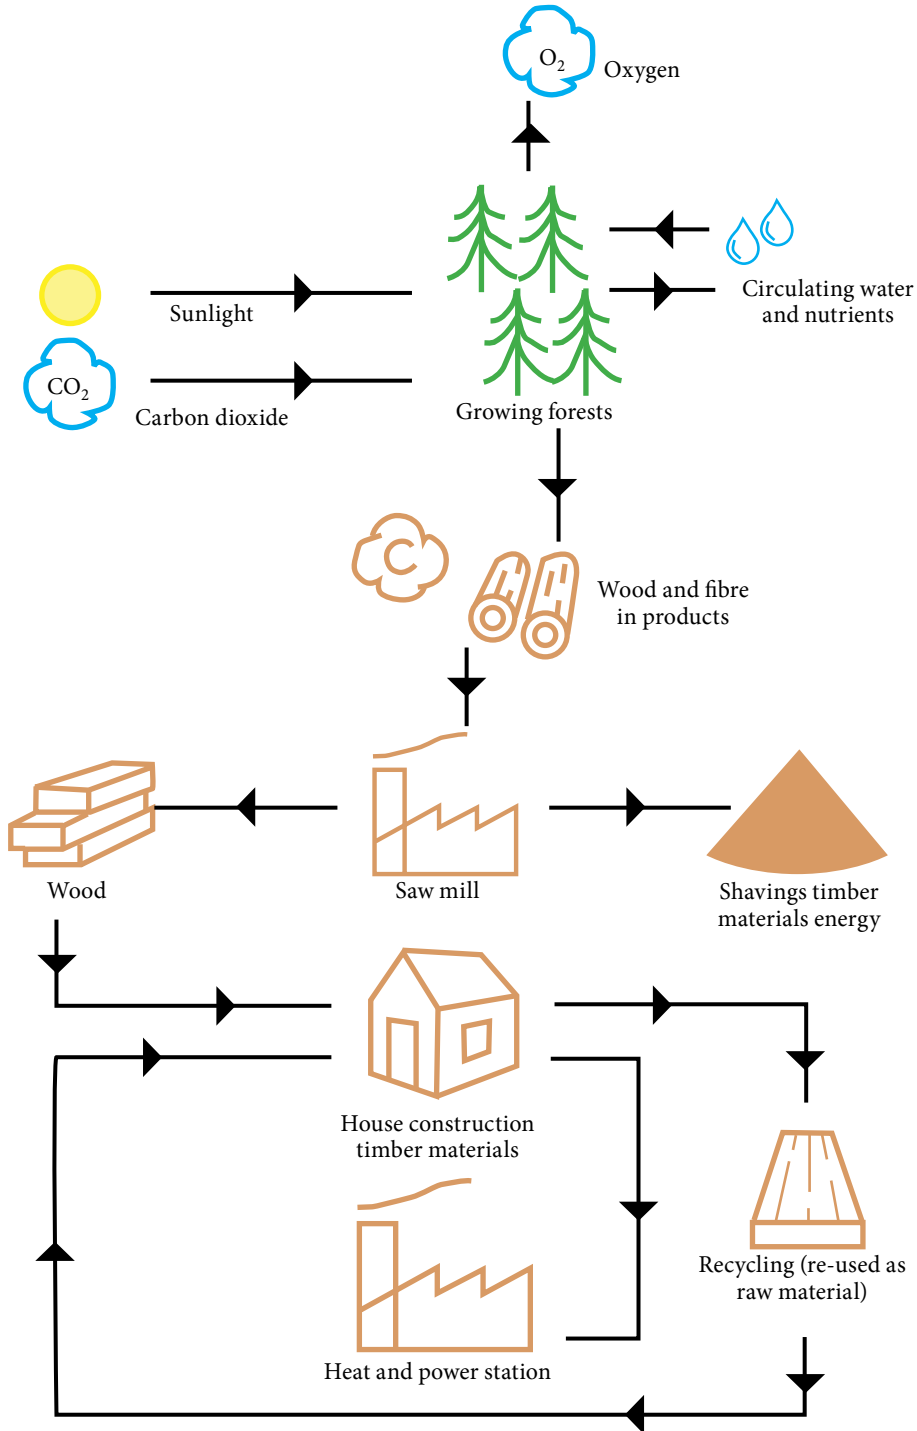 O₂
Oxygen
Sunlight
Circulating water
and nutrients
CO₂
Carbon dioxide
Growing forests
C
Wood and fibre
in products
Wood
Saw mill
Shavings timber
materials energy
House construction
timber materials
Recycling (re-used as
raw material)
Heat and power station